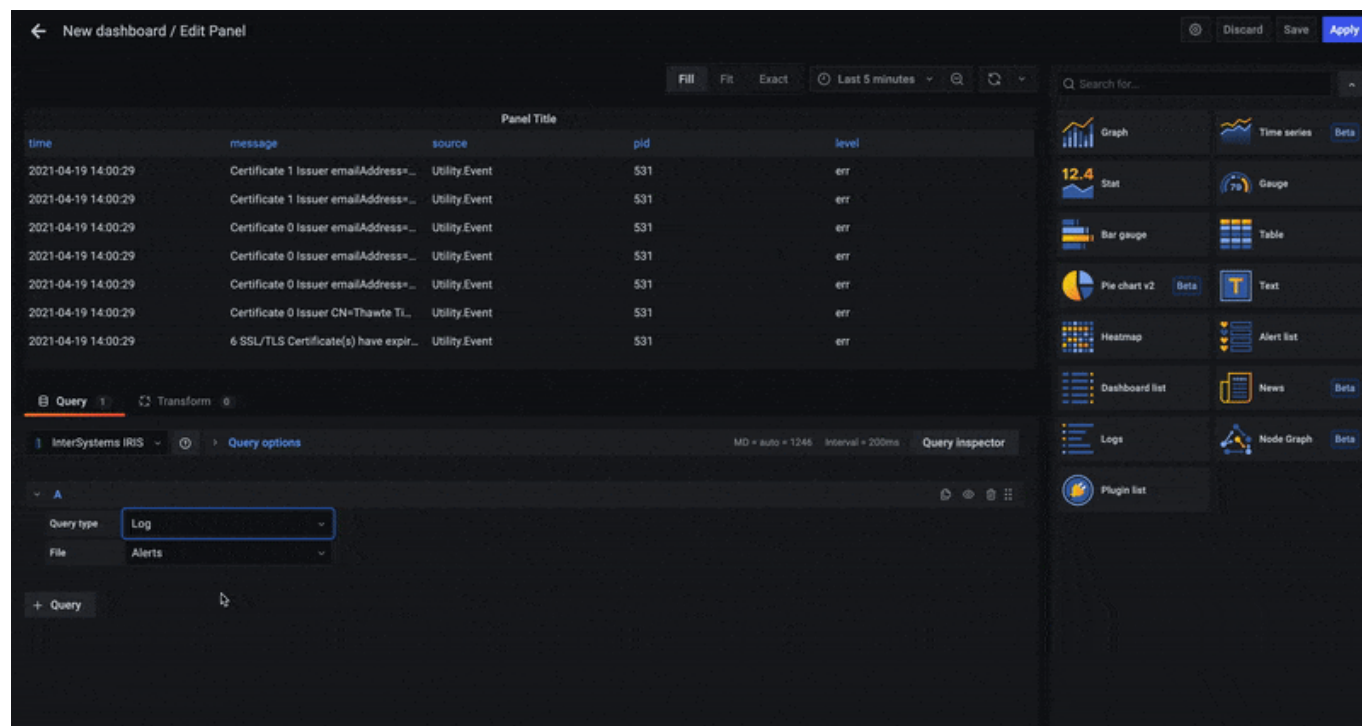 New dashboard / Edit Panel
Discard Save Apply
Fill Fit Exact Last 5 minutes
Search for...
Panel Title
time message source pid level
2021-04-19 14:00:29 Certificate 1 Issuer emailAddress=... Utility.Event 531 err
2021-04-19 14:00:29 Certificate 1 Issuer emailAddress=... Utility.Event 531 err
2021-04-19 14:00:29 Certificate 0 Issuer emailAddress=... Utility.Event 531 err
2021-04-19 14:00:29 Certificate 0 Issuer emailAddress=... Utility.Event 531 err
2021-04-19 14:00:29 Certificate 0 Issuer emailAddress=... Utility.Event 531 err
2021-04-19 14:00:29 Certificate 0 Issuer CN=Thawte Ti... Utility.Event 531 err
2021-04-19 14:00:29 6 SSL/TLS Certificate(s) have expir... Utility.Event 531 err
Graph Time series Beta
12.4 Stat 79 Gauge
Bar gauge Table
Pie chart v2 Beta T Text
Heatmap Alert list
Dashboard list News Beta
Logs Node Graph Beta
Plugin list
Query 1 Transform 0
InterSystems IRIS Query options MD = auto = 1246 Interval = 200ms Query inspector
A
Query type Log
File Alerts
+ Query